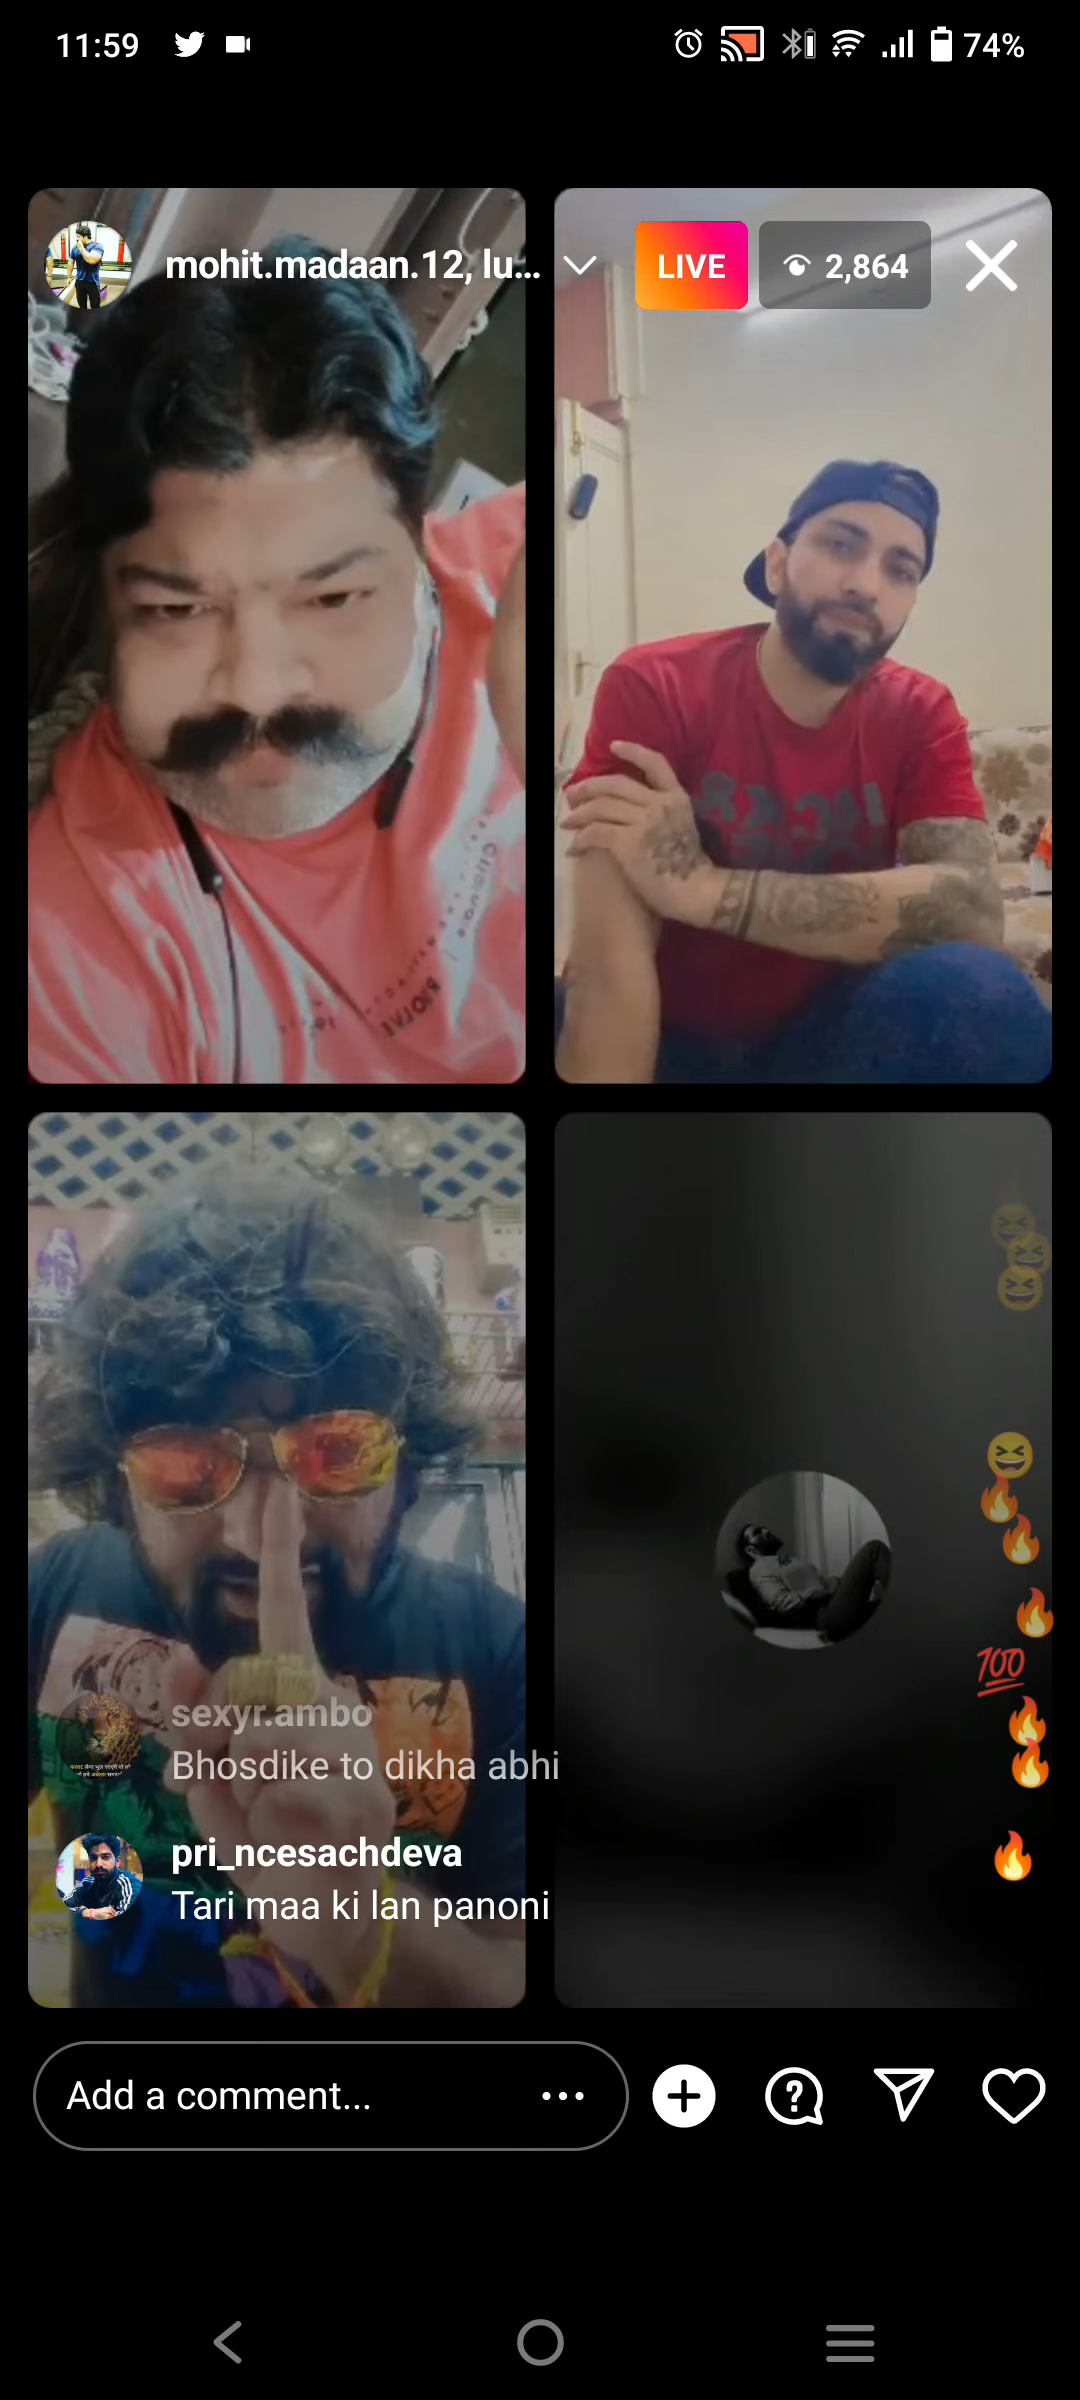 11:59
74%
mohit.madaan.12, lu...
LIVE
2,864
100
sexyr.ambo
Bhosdike to dikha abhi
pri_ncesachdeva
Tari maa ki lan panoni
Add a comment...